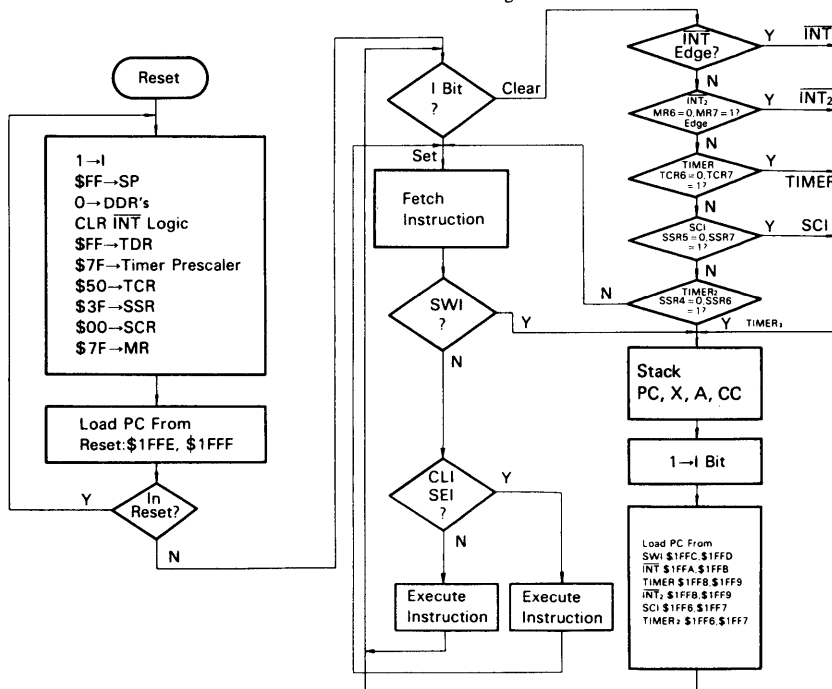 Reset
1→I
$FF→SP
0→DDR's
CLR INT Logic
$FF→TDR
$7F→Timer Prescaler
$50→TCR
$3F→SSR
$00→SCR
$7F→MR
Load PC From
Reset:$1FFE, $1FFF
In
Reset?
Y
N
I Bit
?
Clear
Set
Fetch
Instruction
SWI
?
Y
N
CLI
SEI
?
Y
N
Execute
Instruction
Execute
Instruction
INT
Edge?
Y
INT
N
INT₂
MR6=0,MR7=1?
Edge
Y
INT₂
N
TIMER
TCR6=0,TCR7
=1?
Y
TIMER
N
SCI
SSR5=0,SSR7
=1?
Y
SCI
N
TIMER₂
SSR4=0,SSR6
=1?
N
Y
TIMER₂
Stack
PC, X, A, CC
1→I Bit
Load PC From
SWI $1FFC,$1FFD
INT $1FFA,$1FFB
TIMER $1FF8,$1FF9
INT₂ $1FF8,$1FF9
SCI $1FF6,$1FF7
TIMER₂ $1FF6,$1FF7